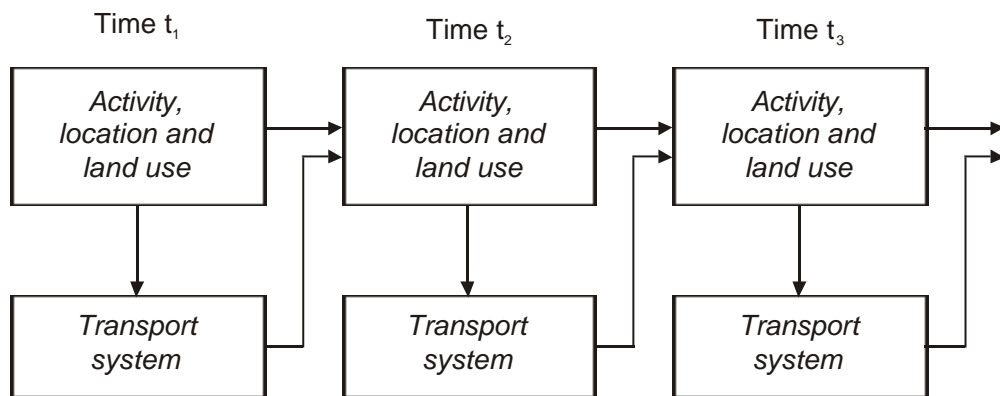 Time t1
Time t2
Time t3
Activity,
location and
land use
Activity,
location and
land use
Activity,
location and
land use
Transport
system
Transport
system
Transport
system